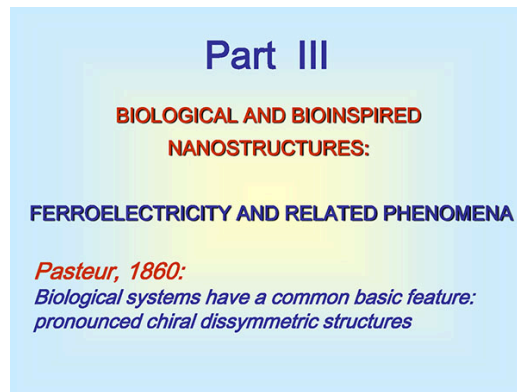 Part III
BIOLOGICAL AND BIOINSPIRED
NANOSTRUCTURES:
FERROELECTRICITY AND RELATED PHENOMENA
Pasteur, 1860:
Biological systems have a common basic feature:
pronounced chiral dissymmetric structures